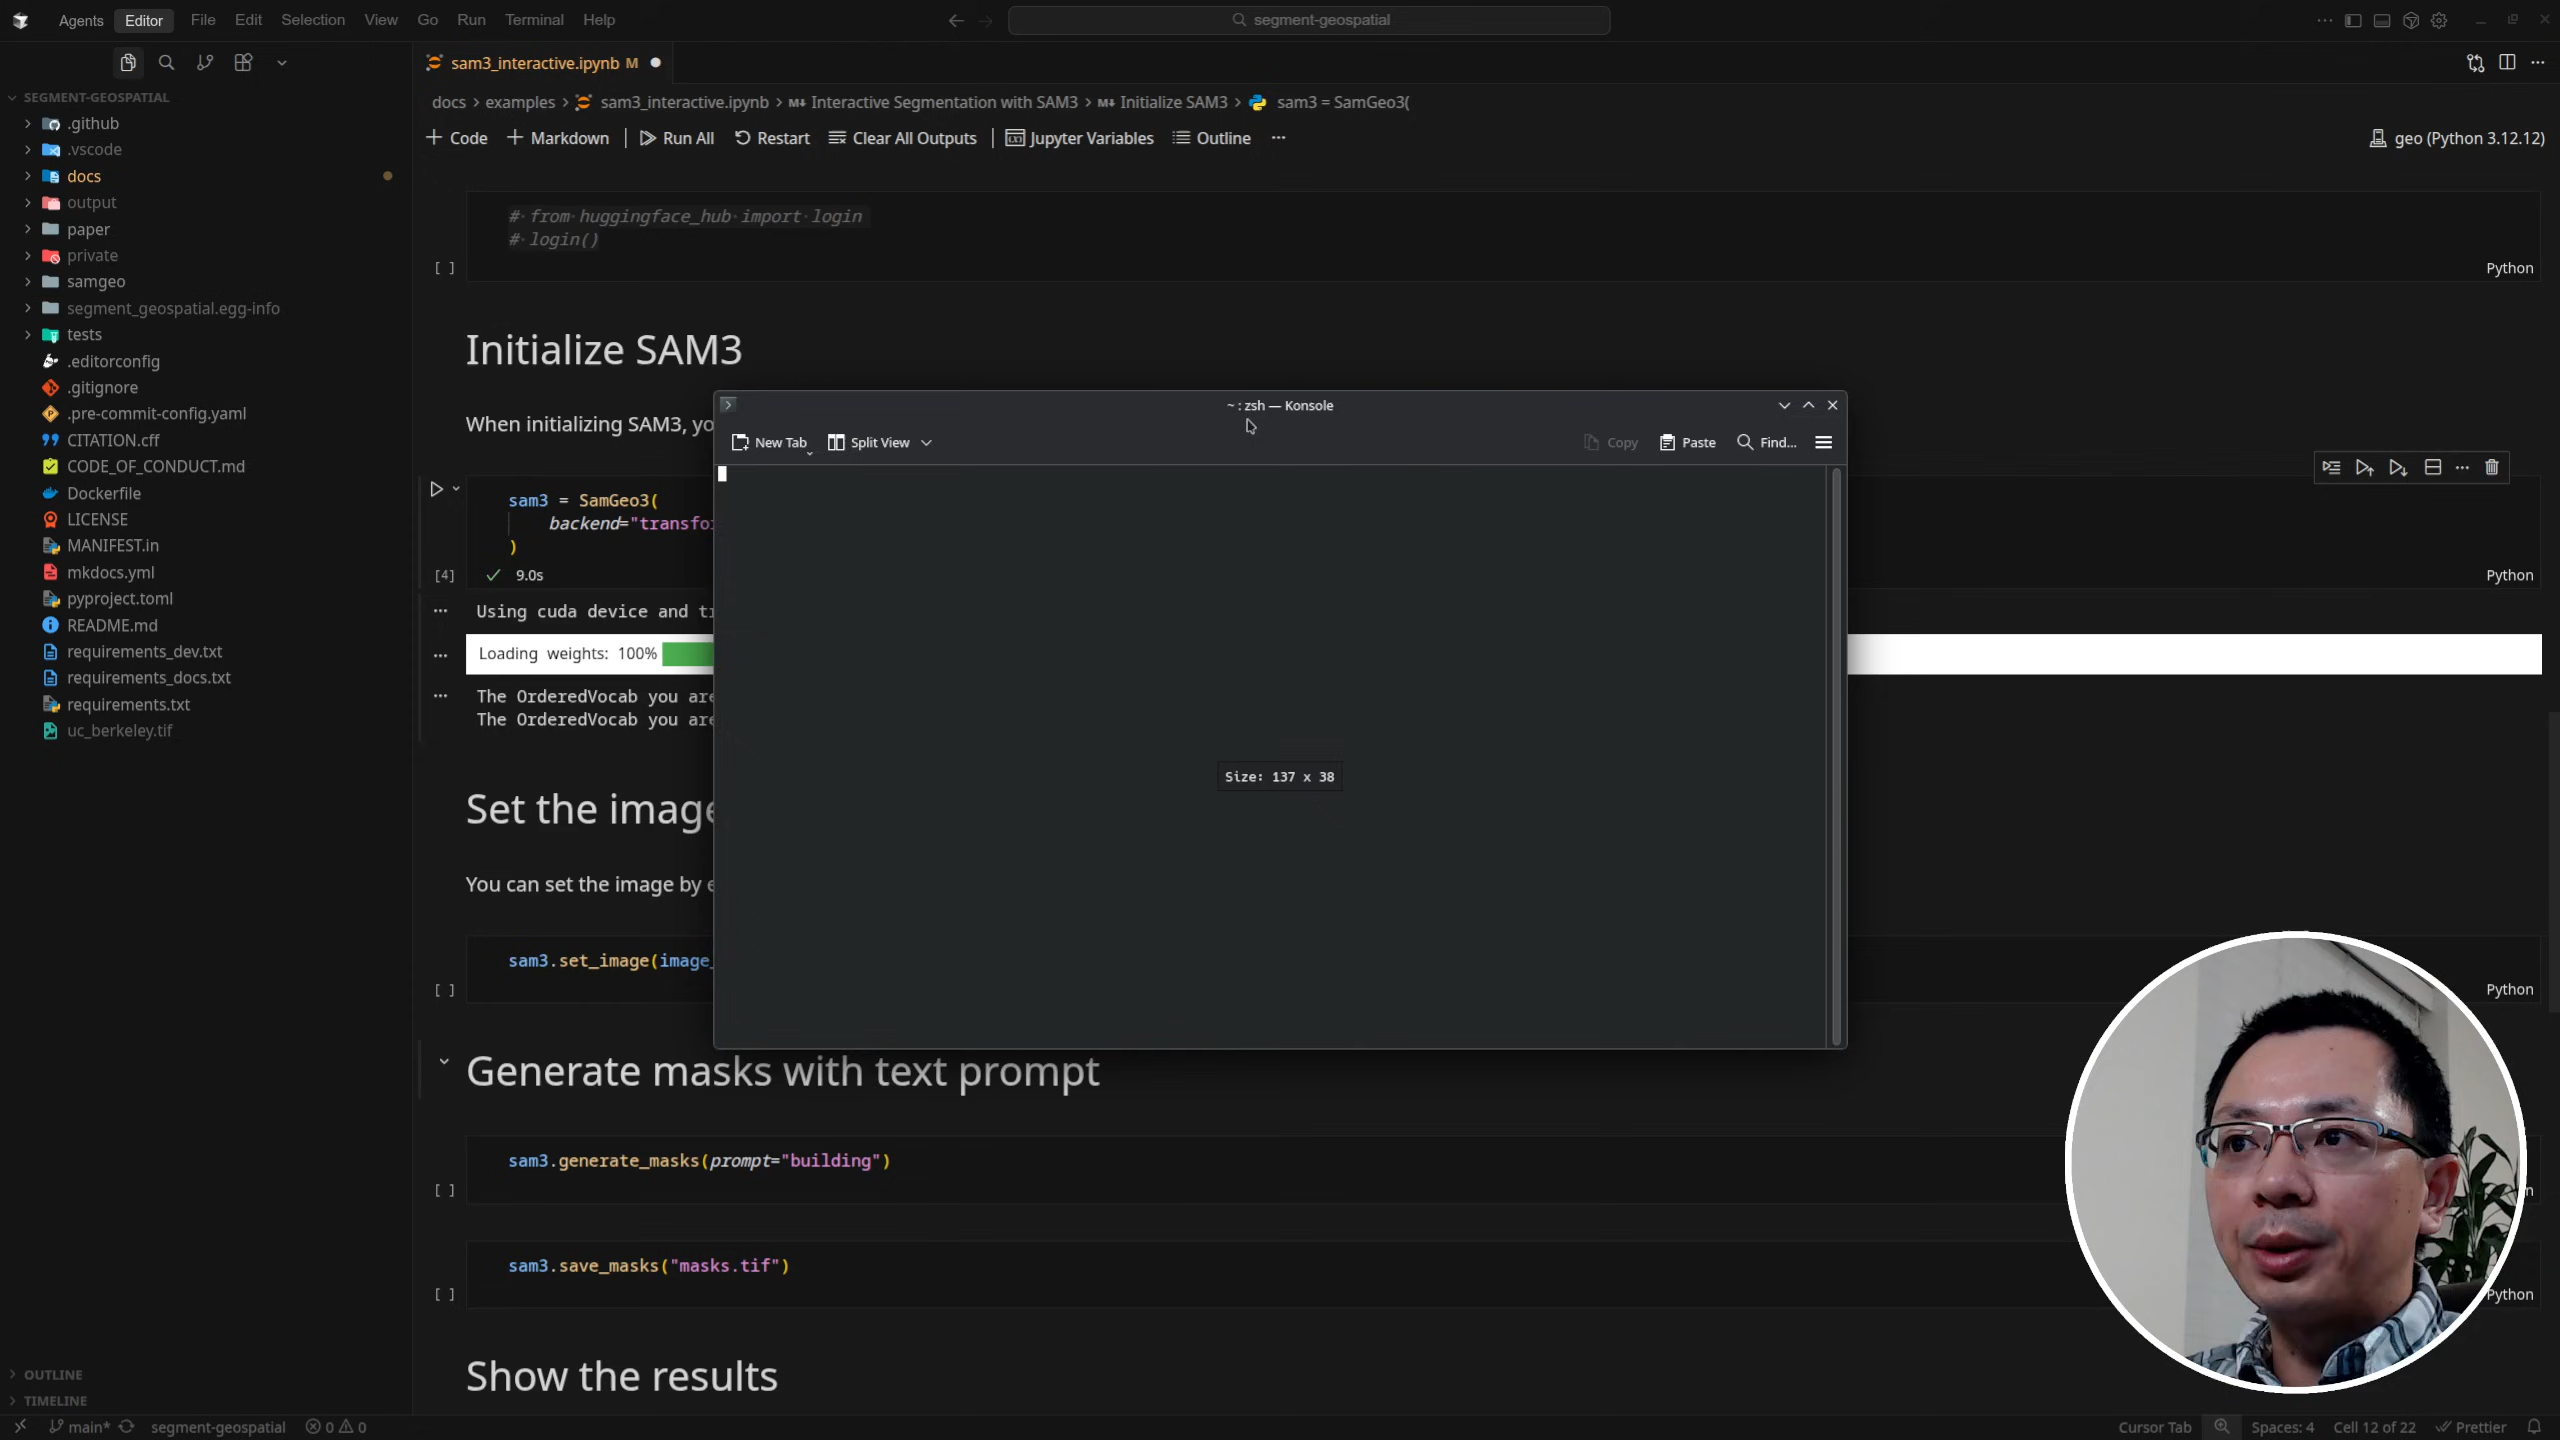 Agents Editor File Edit Selection View Go Run Terminal Help
segment-geospatial
sam3_interactive.ipynb M
SEGMENT-GEOSPATIAL
.github
.vscode
docs
output
paper
private
samgeo
segment_geospatial.egg-info
tests
.editorconfig
.gitignore
.pre-commit-config.yaml
CITATION.cff
CODE_OF_CONDUCT.md
Dockerfile
LICENSE
MANIFEST.in
mkdocs.yml
pyproject.toml
README.md
requirements_dev.txt
requirements_docs.txt
requirements.txt
uc_berkeley.tif
OUTLINE
TIMELINE
docs > examples > sam3_interactive.ipynb > Interactive Segmentation with SAM3 > Initialize SAM3 > sam3 = SamGeo3(
+ Code + Markdown | Run All Restart Clear All Outputs | Jupyter Variables Outline ...
geo (Python 3.12.12)
# from huggingface_hub import login
# login()
[ ]
Python
Initialize SAM3
When initializing SAM3, yo
sam3 = SamGeo3(
backend="transfo
)
[4] ✓ 9.0s
Python
Using cuda device and t
Loading weights: 100%
The OrderedVocab you are
The OrderedVocab you are
~ : zsh — Konsole
New Tab Split View Copy Paste Find...
Size: 137 x 38
Set the image
You can set the image by
sam3.set_image(image_
[ ]
Python
Generate masks with text prompt
sam3.generate_masks(prompt="building")
[ ]
sam3.save_masks("masks.tif")
[ ]
Python
Show the results
main* segment-geospatial 0 0
Cursor Tab Spaces: 4 Cell 12 of 22 Prettier